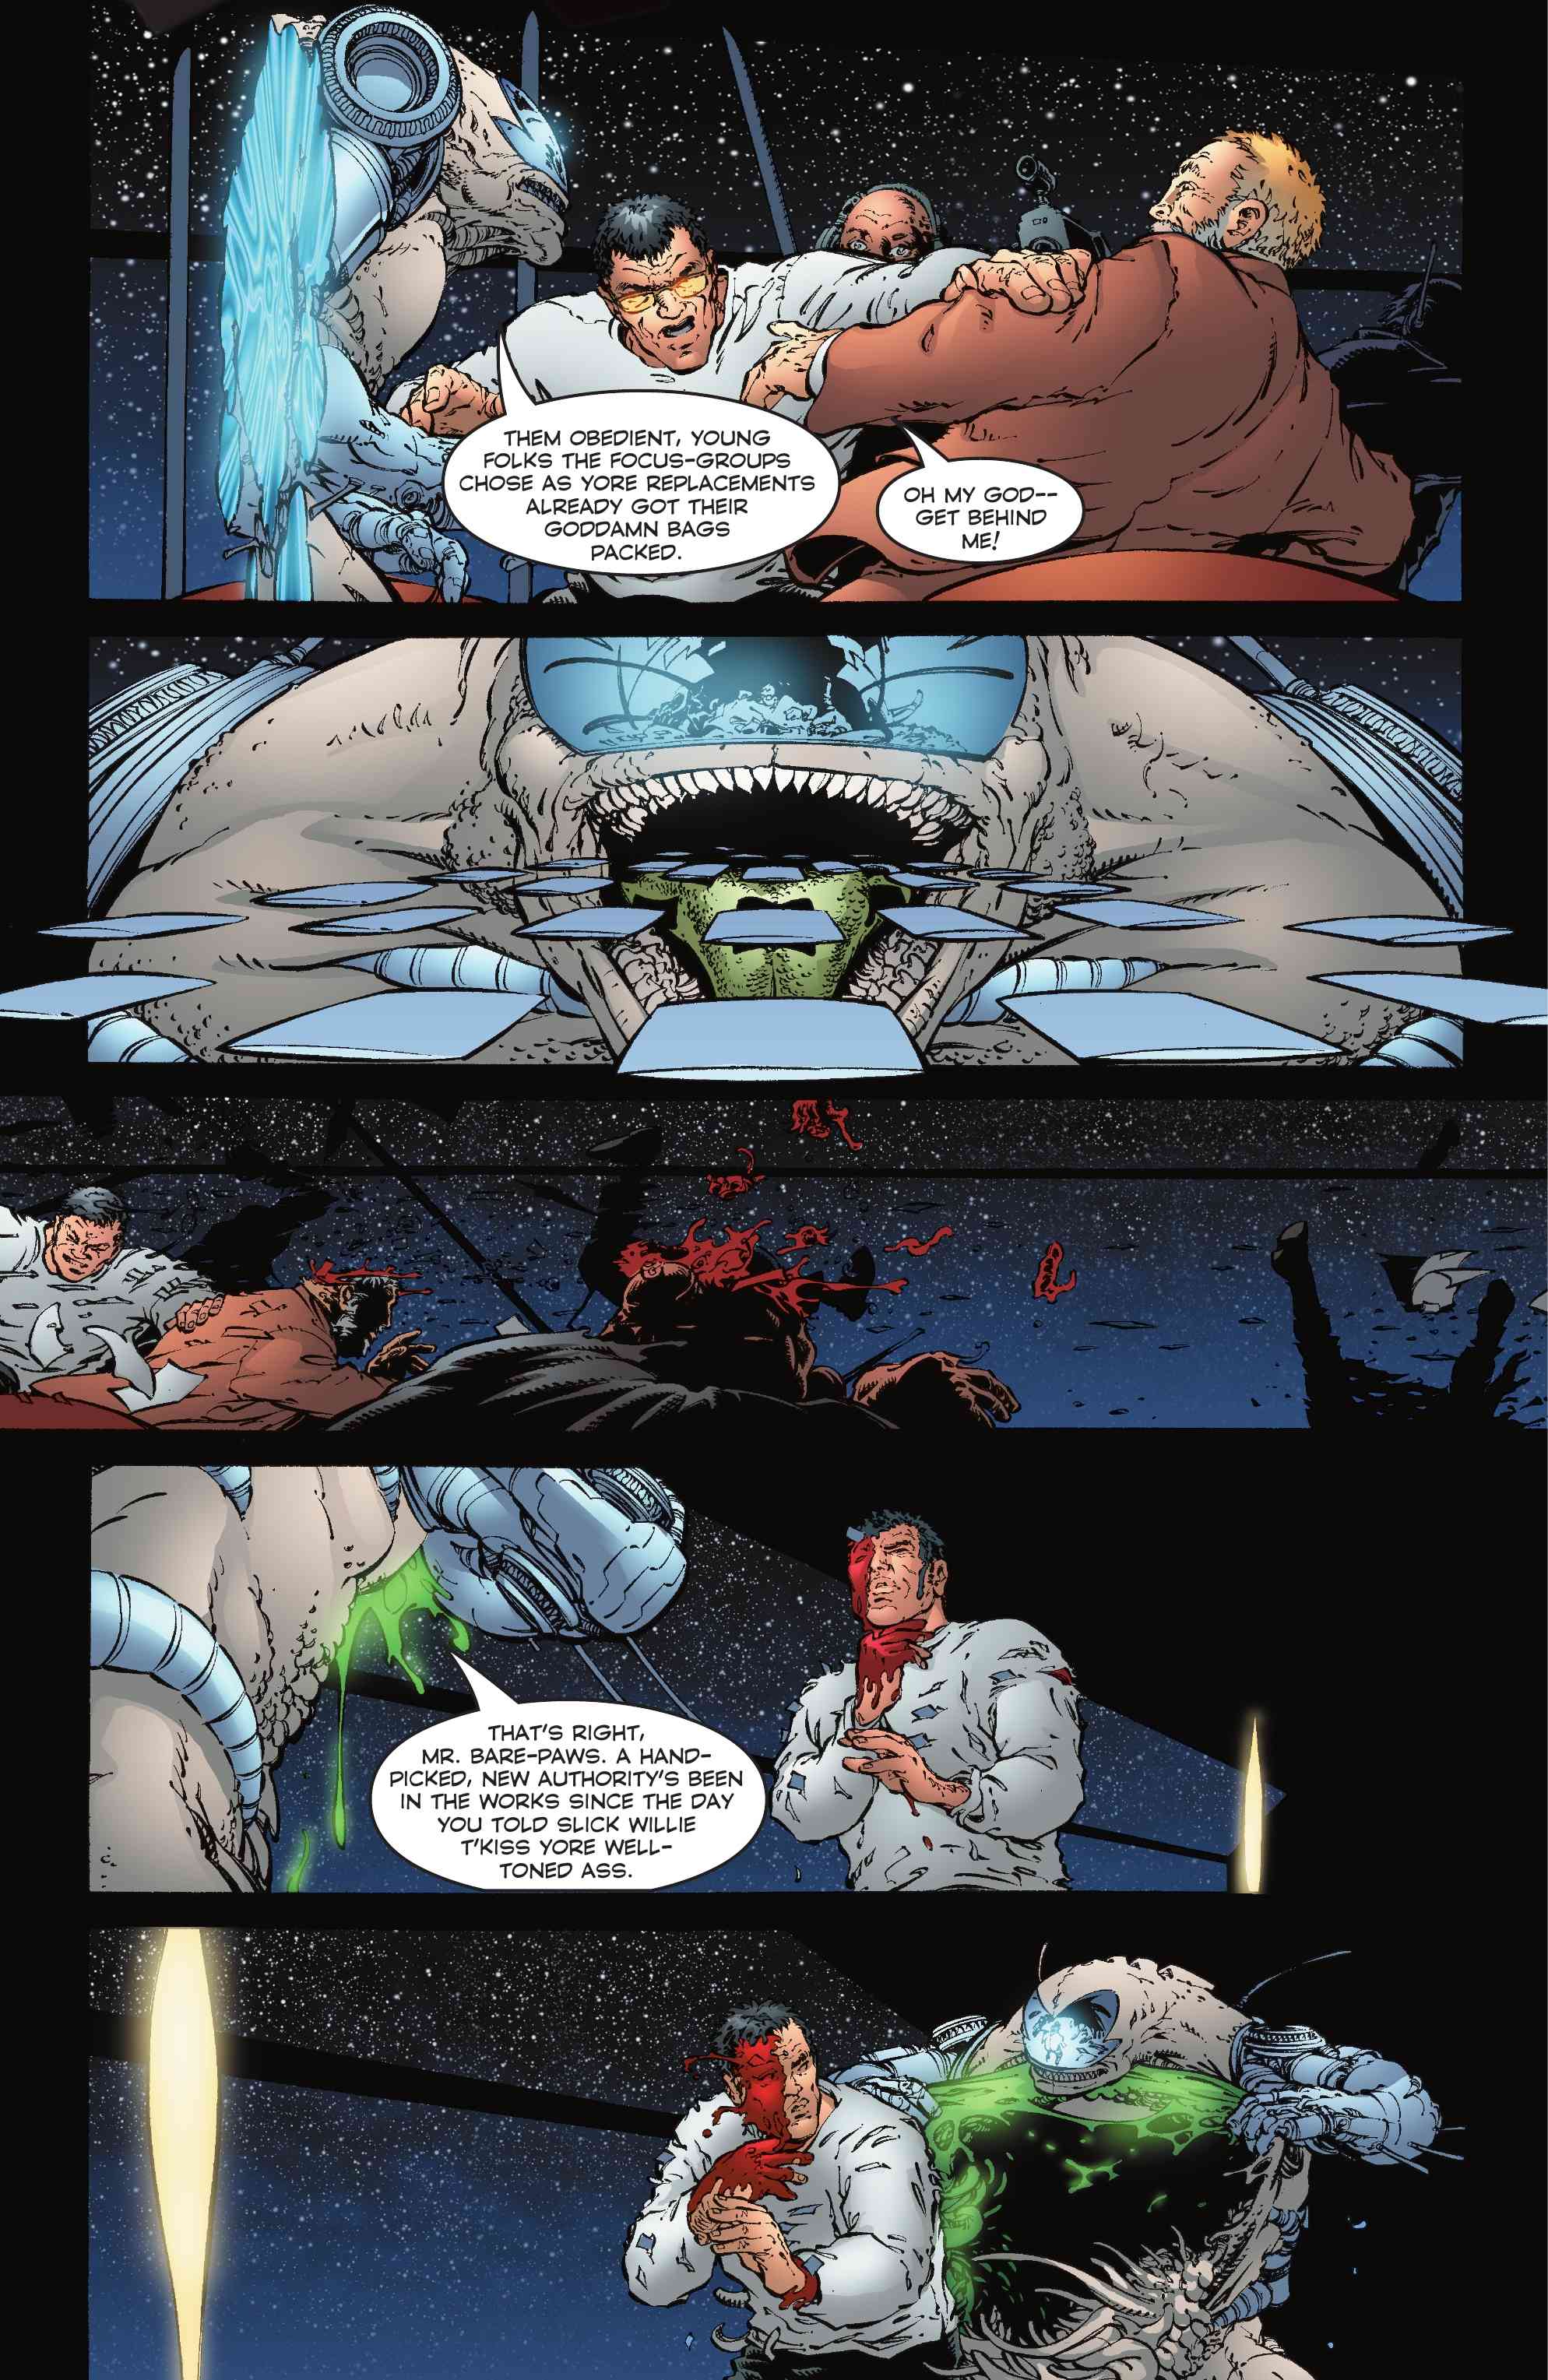 THEM OBEDIENT, YOUNG
FOLKS THE FOCUS-GROUPS
CHOSE AS YORE REPLACEMENTS
ALREADY GOT THEIR
GODDAMN BAGS
PACKED.
OH MY GOD--
GET BEHIND
ME!
THAT'S RIGHT,
MR. BARE-PAWS. A HAND-
PICKED, NEW AUTHORITY'S BEEN
IN THE WORKS SINCE THE DAY
YOU TOLD SLICK WILLIE
T'KISS YORE WELL-
TONED ASS.